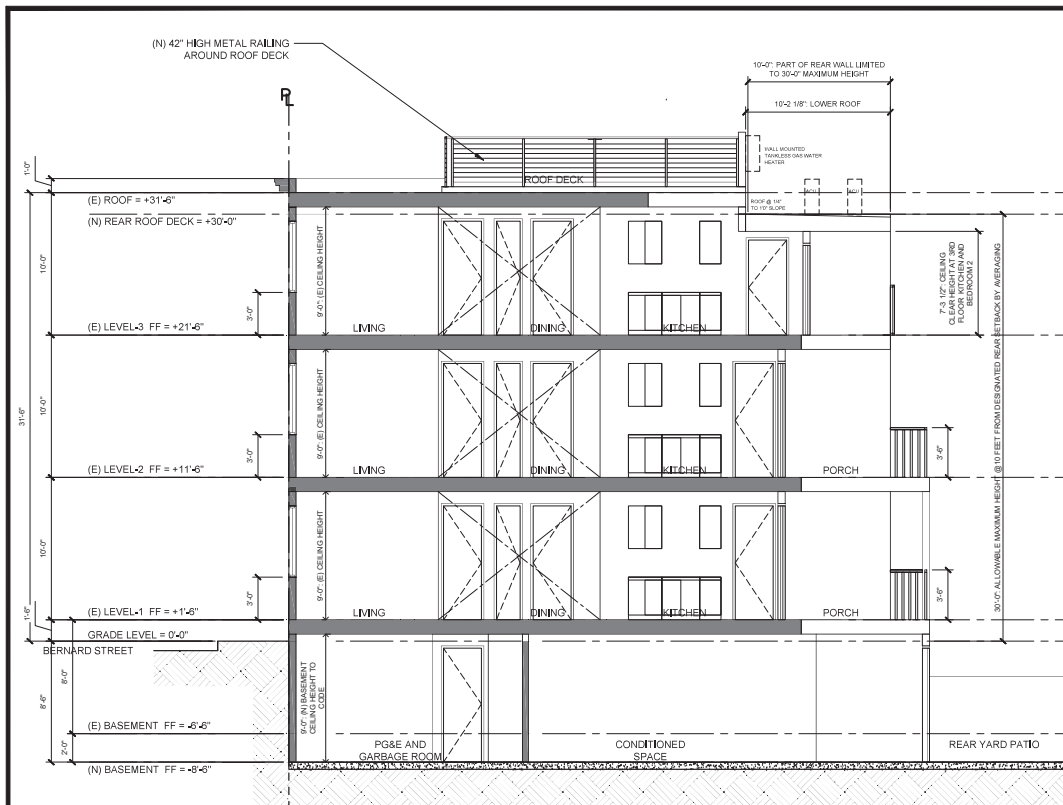 (N) 42" HIGH METAL RAILING
AROUND ROOF DECK
10'-0": PART OF REAR WALL LIMITED
TO 30'-0" MAXIMUM HEIGHT
10'-2 1/8": LOWER ROOF
PL
WALL MOUNTED
TANKLESS GAS WATER
HEATER
1'-0"
ROOF DECK
ACU
ACU
(E) ROOF = +31'-6"
ROOF @ 1/4"
TO 1'0" SLOPE
(N) REAR ROOF DECK = +30'-0"
10'-0"
9'-0": (E) CEILING HEIGHT
7'-3 1/2": CEILING
CLEAR HEIGHT AT 3RD
FLOOR KITCHEN AND
BEDROOM 2
3'-0"
(E) LEVEL-3 FF = +21'-6"
LIVING
DINING
KITCHEN
31'-6"
10'-0"
9'-0": (E) CEILING HEIGHT
3'-0"
3'-6"
(E) LEVEL-2 FF = +11'-6"
LIVING
DINING
KITCHEN
PORCH
30'-0" ALLOWABLE MAXIMUM HEIGHT @ 10 FEET FROM DESIGNATED REAR SETBACK BY AVERAGING
10'-0"
9'-0": (E) CEILING HEIGHT
3'-0"
3'-6"
(E) LEVEL-1 FF = +1'-6"
LIVING
DINING
KITCHEN
PORCH
1'-6"
GRADE LEVEL = 0'-0"
BERNARD STREET
8'-0"
8'-6"
9'-0": (N) BASEMENT
CEILING HEIGHT TO
CODE
(E) BASEMENT FF = -6'-6"
2'-0"
PG&E AND
GARBAGE ROOM
CONDITIONED
SPACE
REAR YARD PATIO
(N) BASEMENT FF = -8'-6"